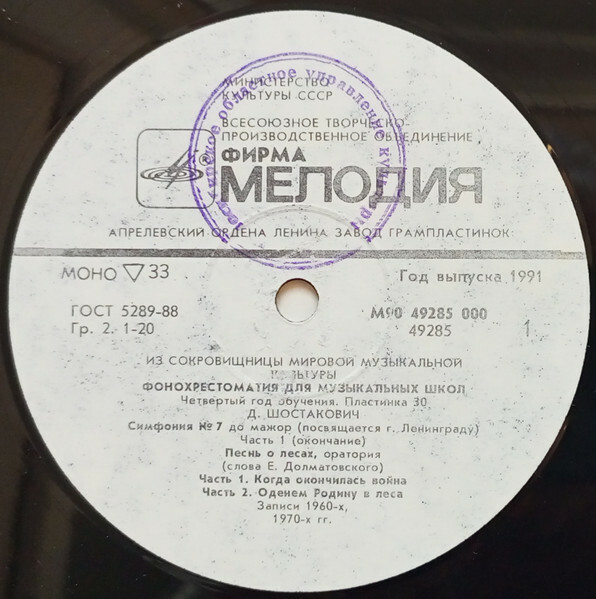 МИНИСТЕРСТВО
КУЛЬТУРЫ СССР
ВСЕСОЮЗНОЕ ТВОРЧЕСКО-
ПРОИЗВОДСТВЕННОЕ ОБЪЕДИНЕНИЕ
ФИРМА
МЕЛОДИЯ
®
областное управление
АПРЕЛЕВСКИЙ ОРДЕНА ЛЕНИНА ЗАВОД ГРАМПЛАСТИНОК
МОНО ▽ 33
Год выпуска 1991
ГОСТ 5289-88
М90 49285 000
Гр. 2. 1-20
49285
1
ИЗ СОКРОВИЩНИЦЫ МИРОВОЙ МУЗЫКАЛЬНОЙ
КУЛЬТУРЫ
ФОНОХРЕСТОМАТИЯ ДЛЯ МУЗЫКАЛЬНЫХ ШКОЛ
Четвертый год обучения. Пластинка 30
Д. ШОСТАКОВИЧ
Симфония № 7 до мажор (посвящается г. Ленинграду)
Часть 1 (окончание)
Песнь о лесах, оратория
(слова Е. Долматовского)
Часть 1. Когда окончилась война
Часть 2. Оденем Родину в леса
Записи 1960-х,
1970-х гг.